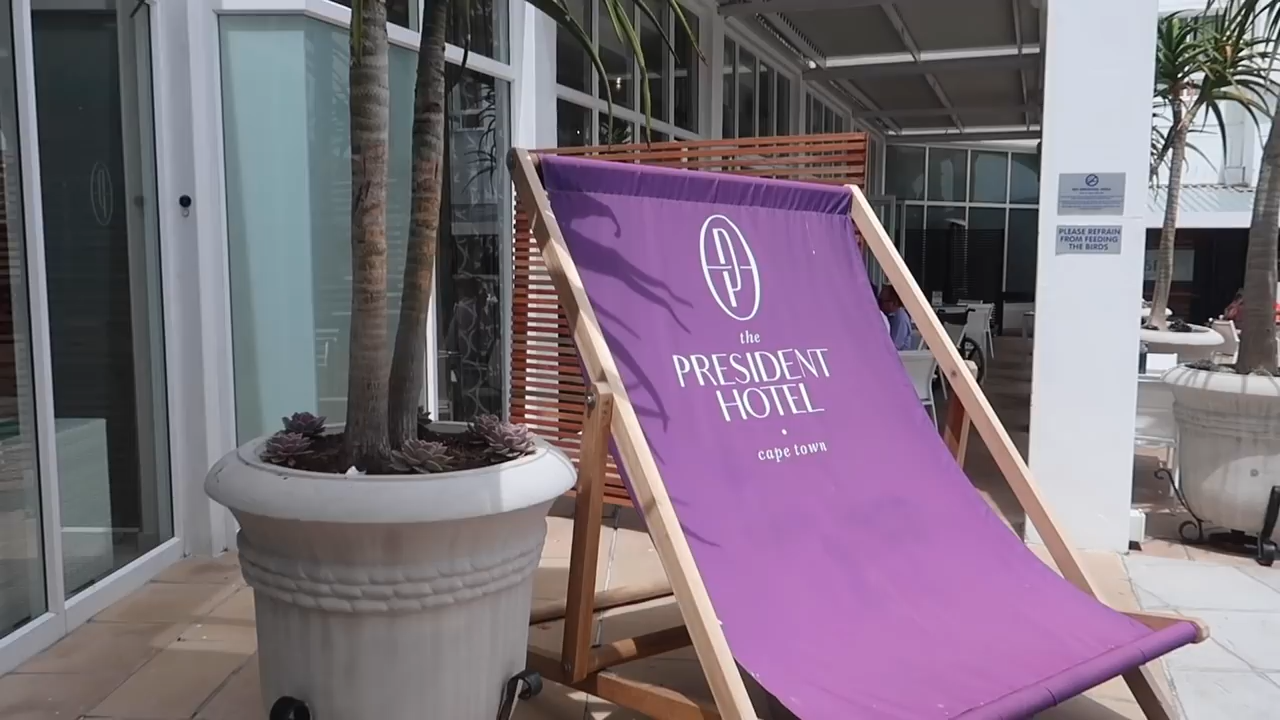 the
PRESIDENT
HOTEL
cape town
PLEASE REFRAIN
FROM FEEDING
THE BIRDS